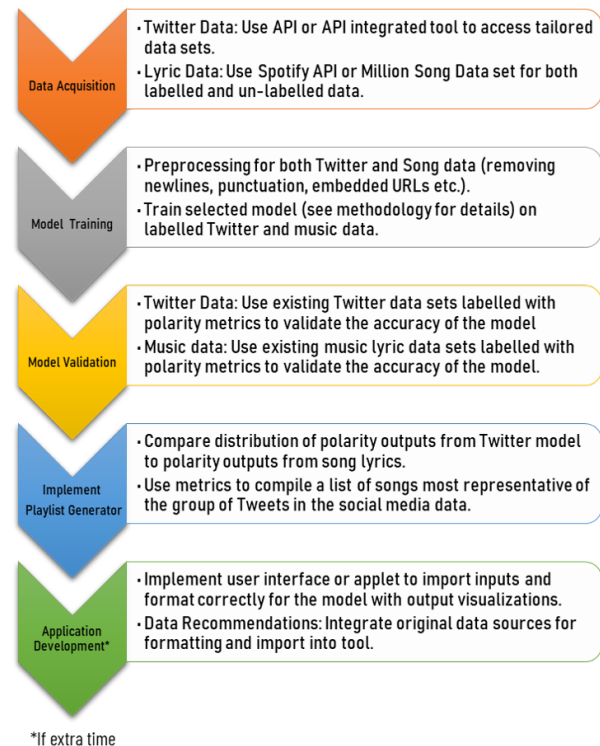 Data Acquisition
· Twitter Data: Use API or API integrated tool to access tailored
data sets.
· Lyric Data: Use Spotify API or Million Song Data set for both
labelled and un-labelled data.
Model Training
· Preprocessing for both Twitter and Song data (removing
newlines, punctuation, embedded URLs etc.).
· Train selected model (see methodology for details) on
labelled Twitter and music data.
Model Validation
· Twitter Data: Use existing Twitter data sets labelled with
polarity metrics to validate the accuracy of the model
· Music data: Use existing music lyric data sets labelled with
polarity metrics to validate the accuracy of the model.
Implement
Playlist Generator
· Compare distribution of polarity outputs from Twitter model
to polarity outputs from song lyrics.
· Use metrics to compile a list of songs most representative of
the group of Tweets in the social media data.
Application
Development*
· Implement user interface or applet to import inputs and
format correctly for the model with output visualizations.
· Data Recommendations: Integrate original data sources for
formatting and import into tool.
*If extra time